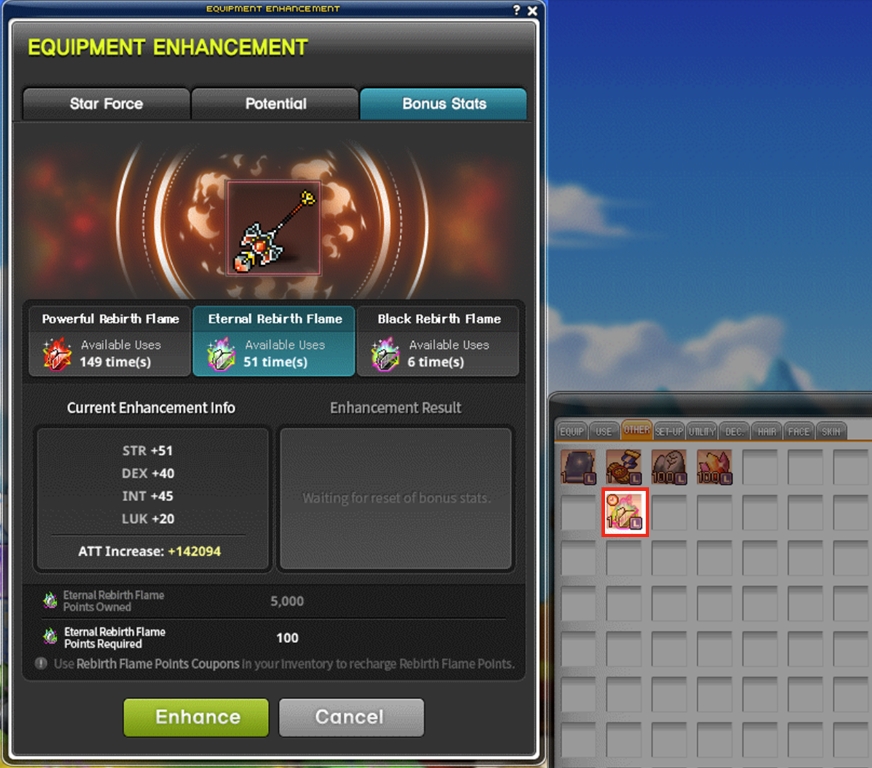 EQUIPMENT ENHANCEMENT
?
EQUIPMENT ENHANCEMENT
Star Force
Potential
Bonus Stats
Powerful Rebirth Flame
Available Uses
149 time(s)
Eternal Rebirth Flame
Available Uses
51 time(s)
Black Rebirth Flame
Available Uses
6 time(s)
Current Enhancement Info
Enhancement Result
STR +51
DEX +40
INT +45
LUK +20
ATT Increase: +142094
Waiting for reset of bonus stats.
Eternal Rebirth Flame
Points Owned
5,000
Eternal Rebirth Flame
Points Required
100
! Use Rebirth Flame Points Coupons in your Inventory to recharge Rebirth Flame Points.
Enhance
Cancel
EQUIP
USE
OTHER
SET-UP
UTILITY
DEC.
HAIR
FACE
SKIN
1 L
1 L
100 L
100 L
1 L